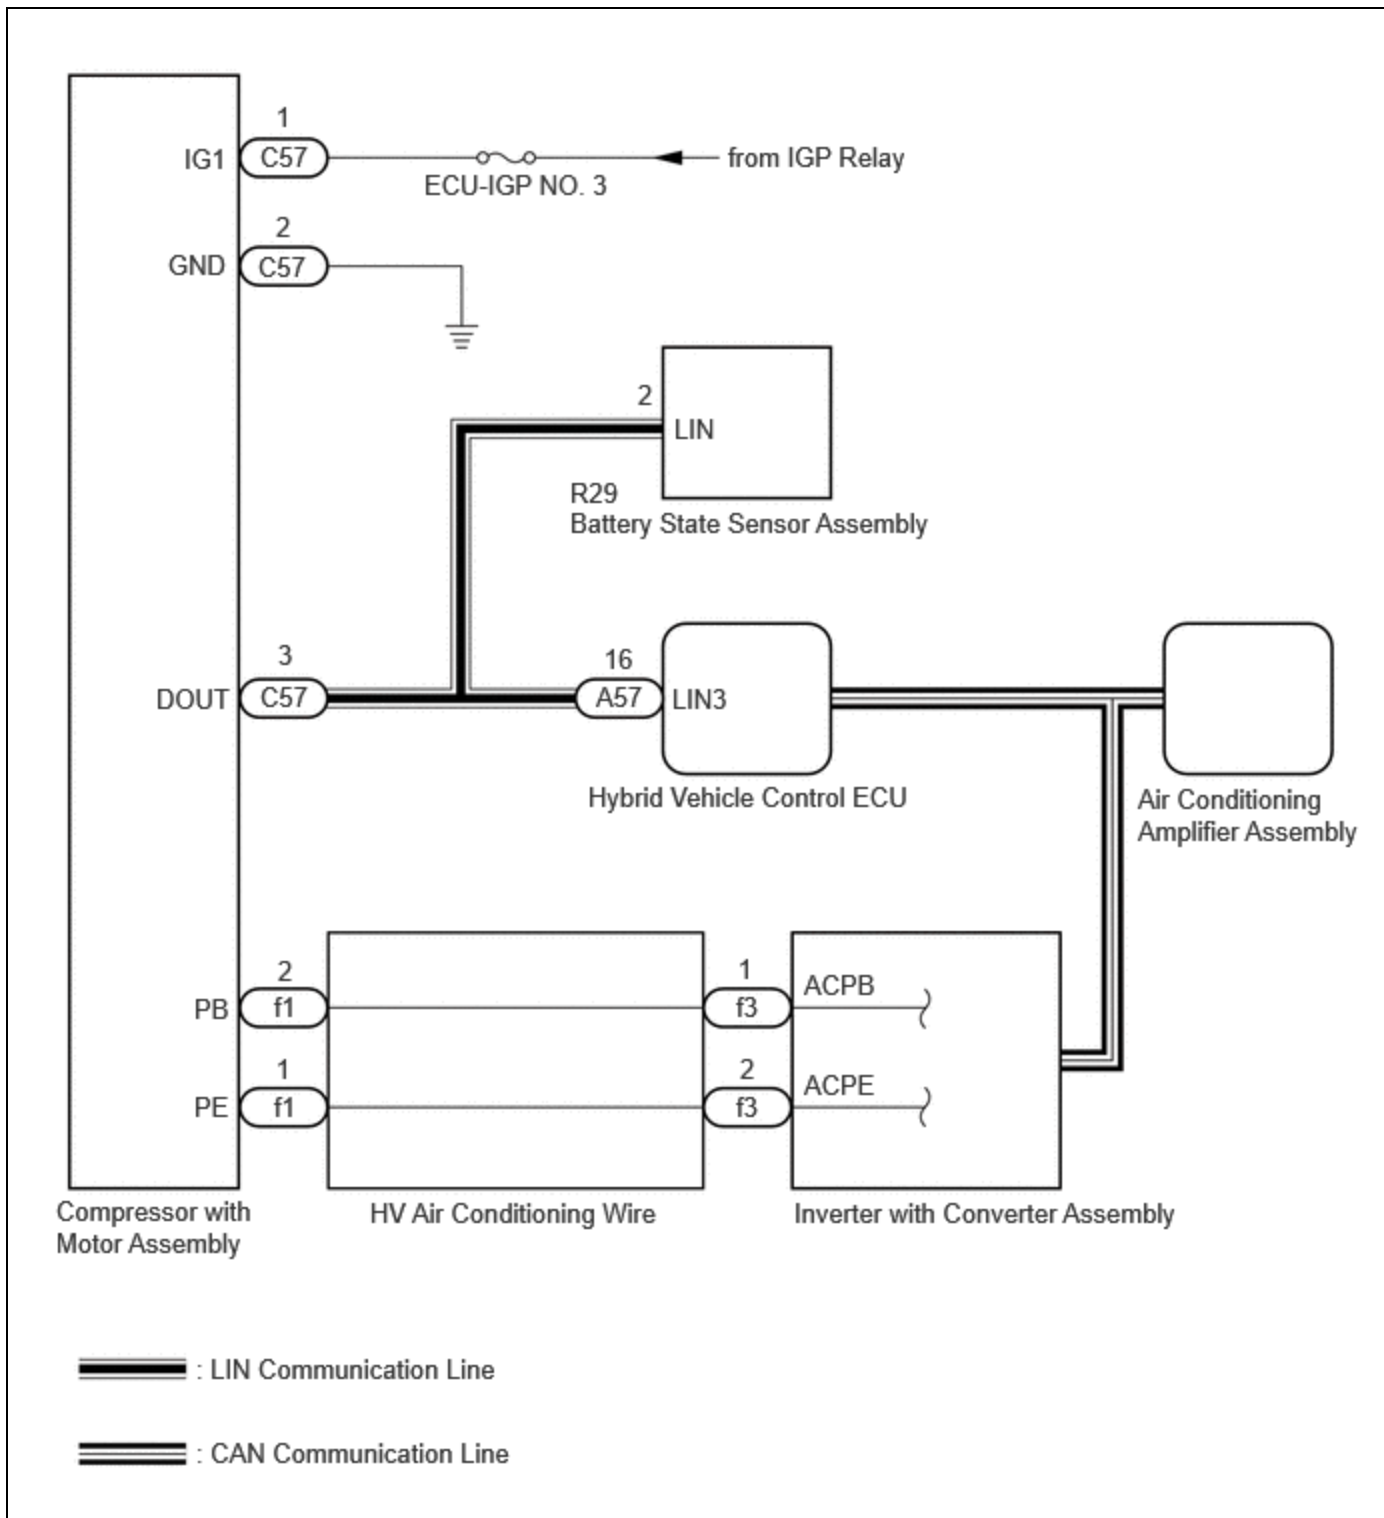 1
IG1
C57
ECU-IGP NO. 3
from IGP Relay
2
GND
C57
2
LIN
R29
Battery State Sensor Assembly
3
DOUT
C57
16
A57
LIN3
Hybrid Vehicle Control ECU
Air Conditioning
Amplifier Assembly
2
PB
f1
1
f3
ACPB
1
PE
f1
2
f3
ACPE
Compressor with
Motor Assembly
HV Air Conditioning Wire
Inverter with Converter Assembly
: LIN Communication Line
: CAN Communication Line